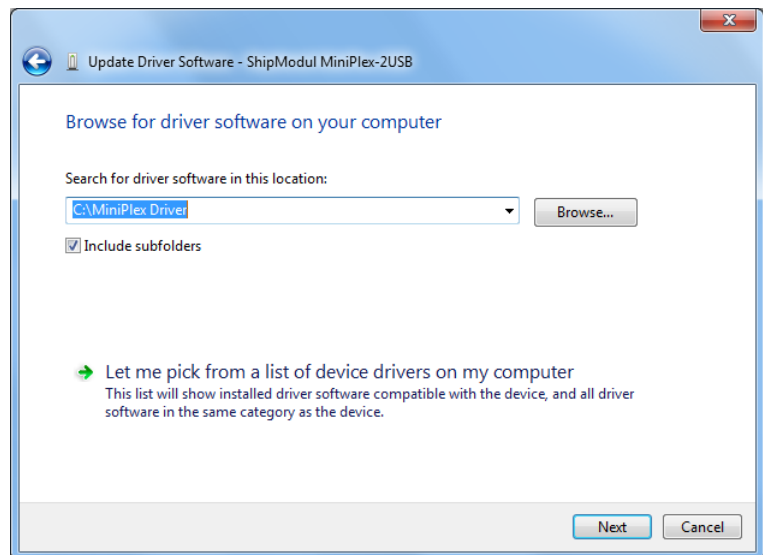 x
Update Driver Software - ShipModul MiniPlex-2USB
Browse for driver software on your computer
Search for driver software in this location:
C:\MiniPlex Driver
Browse...
Include subfolders
Let me pick from a list of device drivers on my computer
This list will show installed driver software compatible with the device, and all driver
software in the same category as the device.
Next
Cancel